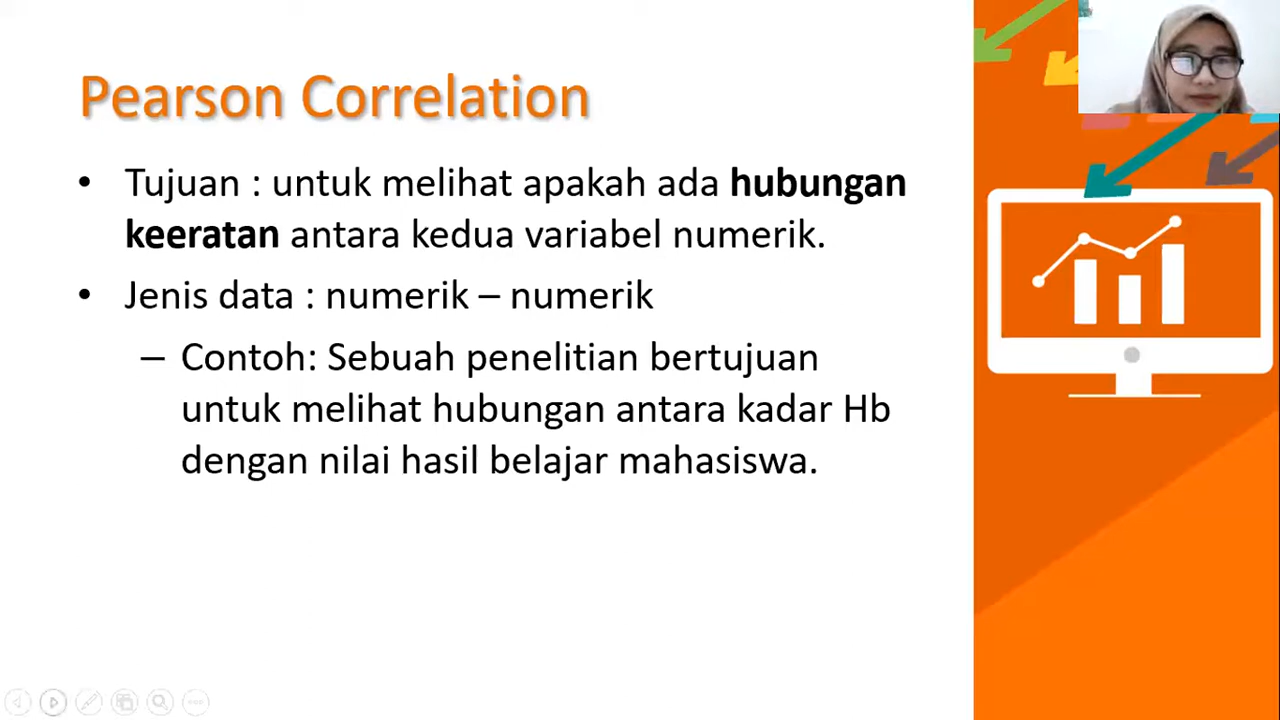 Pearson Correlation
• Tujuan : untuk melihat apakah ada hubungan
keeratan antara kedua variabel numerik.
• Jenis data : numerik – numerik
– Contoh: Sebuah penelitian bertujuan
untuk melihat hubungan antara kadar Hb
dengan nilai hasil belajar mahasiswa.